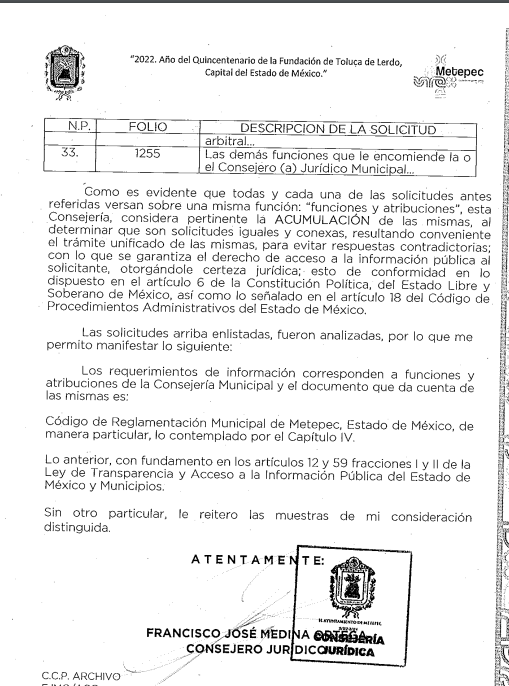 "2022. Año del Quincentenario de la Fundación de Toluca de Lerdo,
Capital del Estado de México."
Metepec
N.P. FOLIO DESCRIPCION DE LA SOLICITUD
arbitral...
33. 1255 Las demás funciones que le encomiende la o
el Consejero (a) Jurídico Municipal...
Como es evidente que todas y cada una de las solicitudes antes
referidas versan sobre una misma función: "funciones y atribuciones", esta
Consejería, considera pertinente la ACUMULACIÓN de las mismas, al
determinar que son solicitudes iguales y conexas, resultando conveniente
el trámite unificado de las mismas, para evitar respuestas contradictorias;
con lo que se garantiza el derecho de acceso a la información pública al
solicitante, otorgándole certeza jurídica; esto de conformidad en lo
dispuesto en el artículo 6 de la Constitución Política, del Estado Libre y
Soberano de México, así como lo señalado en el artículo 18 del Código de
Procedimientos Administrativos del Estado de México.
Las solicitudes arriba enlistadas, fueron analizadas, por lo que me
permito manifestar lo siguiente:
Los requerimientos de información corresponden a funciones y
atribuciones de la Consejería Municipal y el documento que da cuenta de
las mismas es:
Código de Reglamentación Municipal de Metepec, Estado de México, de
manera particular, lo contemplado por el Capítulo IV.
Lo anterior, con fundamento en los artículos 12 y 59 fracciones I y II de la
Ley de Transparencia y Acceso a la Información Pública del Estado de
México y Municipios.
Sin otro particular, le reitero las muestras de mi consideración
distinguida.
ATENTAMENTE:
H. AYUNTAMIENTO DE METEPEC
FRANCISCO JOSÉ MEDINA ORTEGA
CONSEJERÍA
CONSEJERO JURÍDICO
JURÍDICA
C.C.P. ARCHIVO